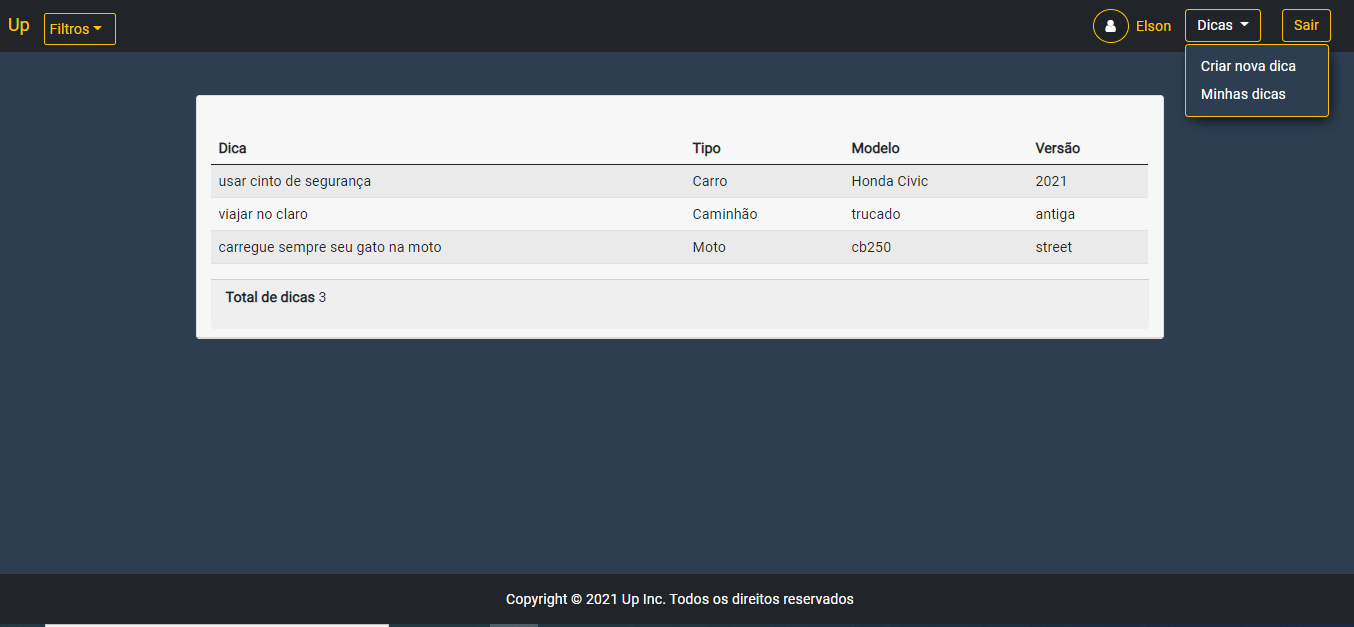 Up Filtros Elson Dicas Sair
Criar nova dica
Minhas dicas
Dica Tipo Modelo Versão
usar cinto de segurança Carro Honda Civic 2021
viajar no claro Caminhão trucado antiga
carregue sempre seu gato na moto Moto cb250 street
Total de dicas 3
Copyright © 2021 Up Inc. Todos os direitos reservados